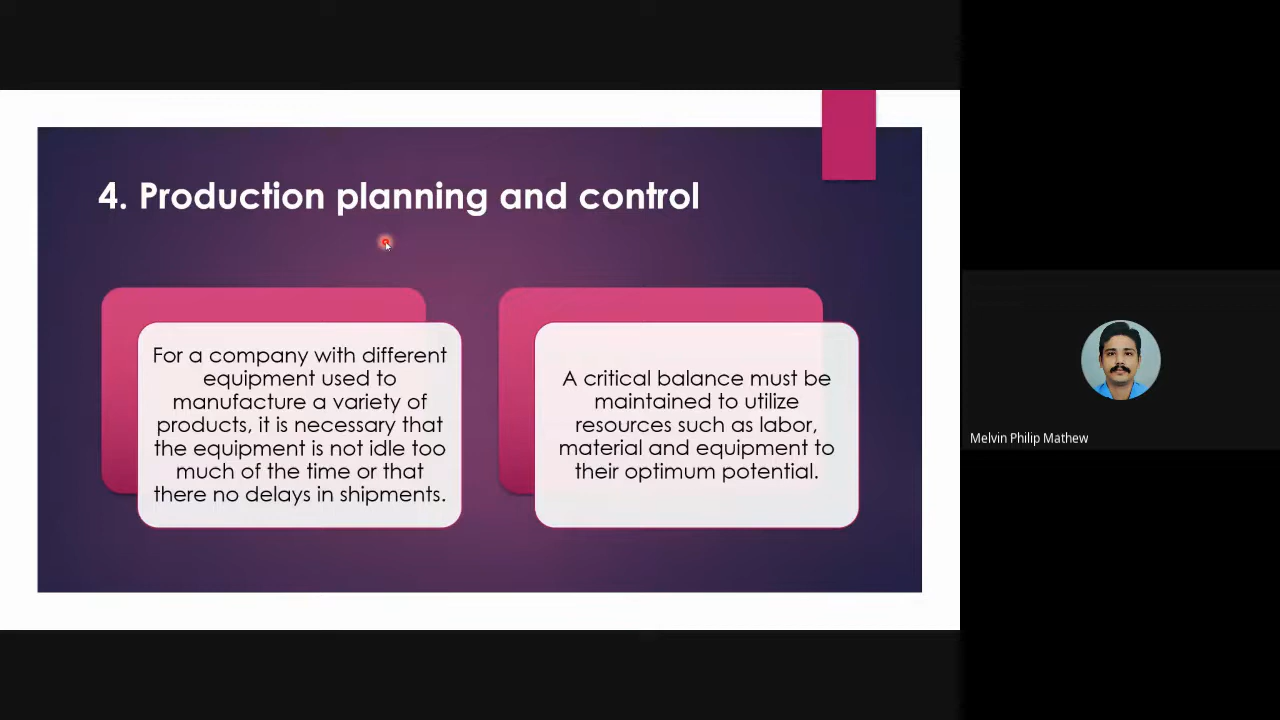 4. Production planning and control
For a company with different
equipment used to
manufacture a variety of
products, it is necessary that
the equipment is not idle too
much of the time or that
there no delays in shipments.
A critical balance must be
maintained to utilize
resources such as labor,
material and equipment to
their optimum potential.
Melvin Philip Mathew